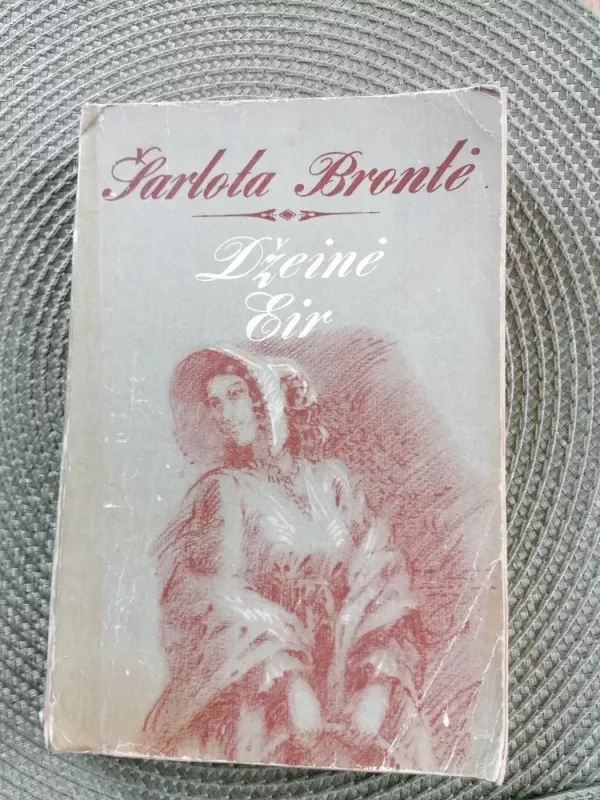 Šarlota Brontė
Džeinė
Eir